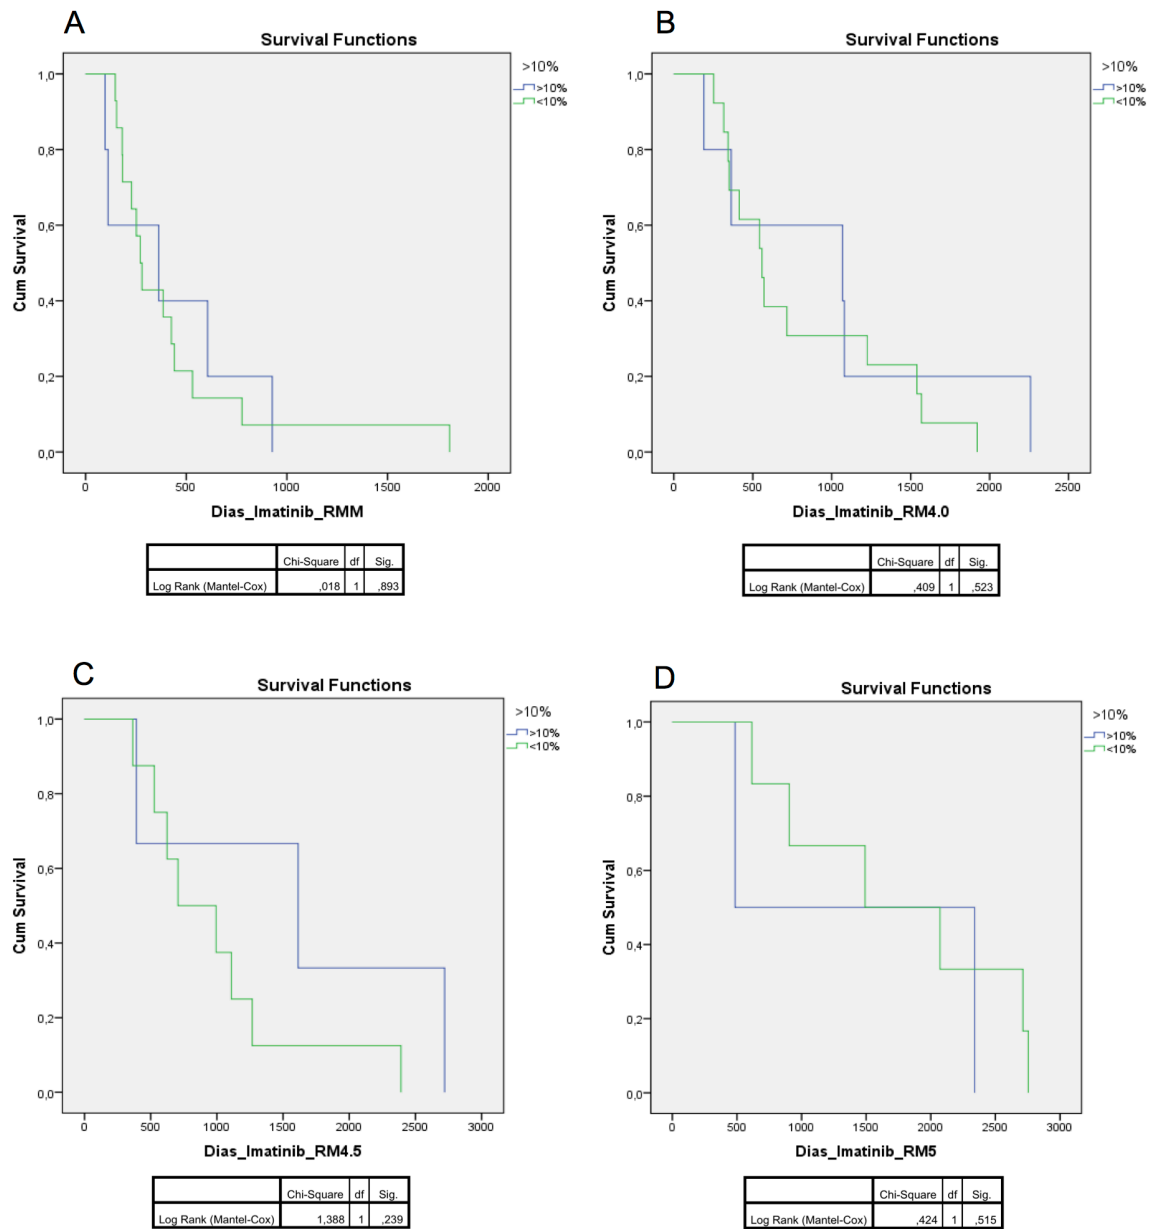 A
Survival Functions
>10%
>10%
<10%
1,0
0,8
0,6
0,4
0,2
0,0
Cum Survival
0 500 1000 1500 2000
Dias_Imatinib_RMM
Chi-Square df Sig.
Log Rank (Mantel-Cox) ,018 1 ,893
B
Survival Functions
>10%
>10%
<10%
1,0
0,8
0,6
0,4
0,2
0,0
Cum Survival
0 500 1000 1500 2000 2500
Dias_Imatinib_RM4.0
Chi-Square df Sig.
Log Rank (Mantel-Cox) ,409 1 ,523
C
Survival Functions
>10%
>10%
<10%
1,0
0,8
0,6
0,4
0,2
0,0
Cum Survival
0 500 1000 1500 2000 2500 3000
Dias_Imatinib_RM4.5
Chi-Square df Sig.
Log Rank (Mantel-Cox) 1,388 1 ,239
D
Survival Functions
>10%
>10%
<10%
1,0
0,8
0,6
0,4
0,2
0,0
Cum Survival
0 500 1000 1500 2000 2500 3000
Dias_Imatinib_RM5
Chi-Square df Sig.
Log Rank (Mantel-Cox) ,424 1 ,515